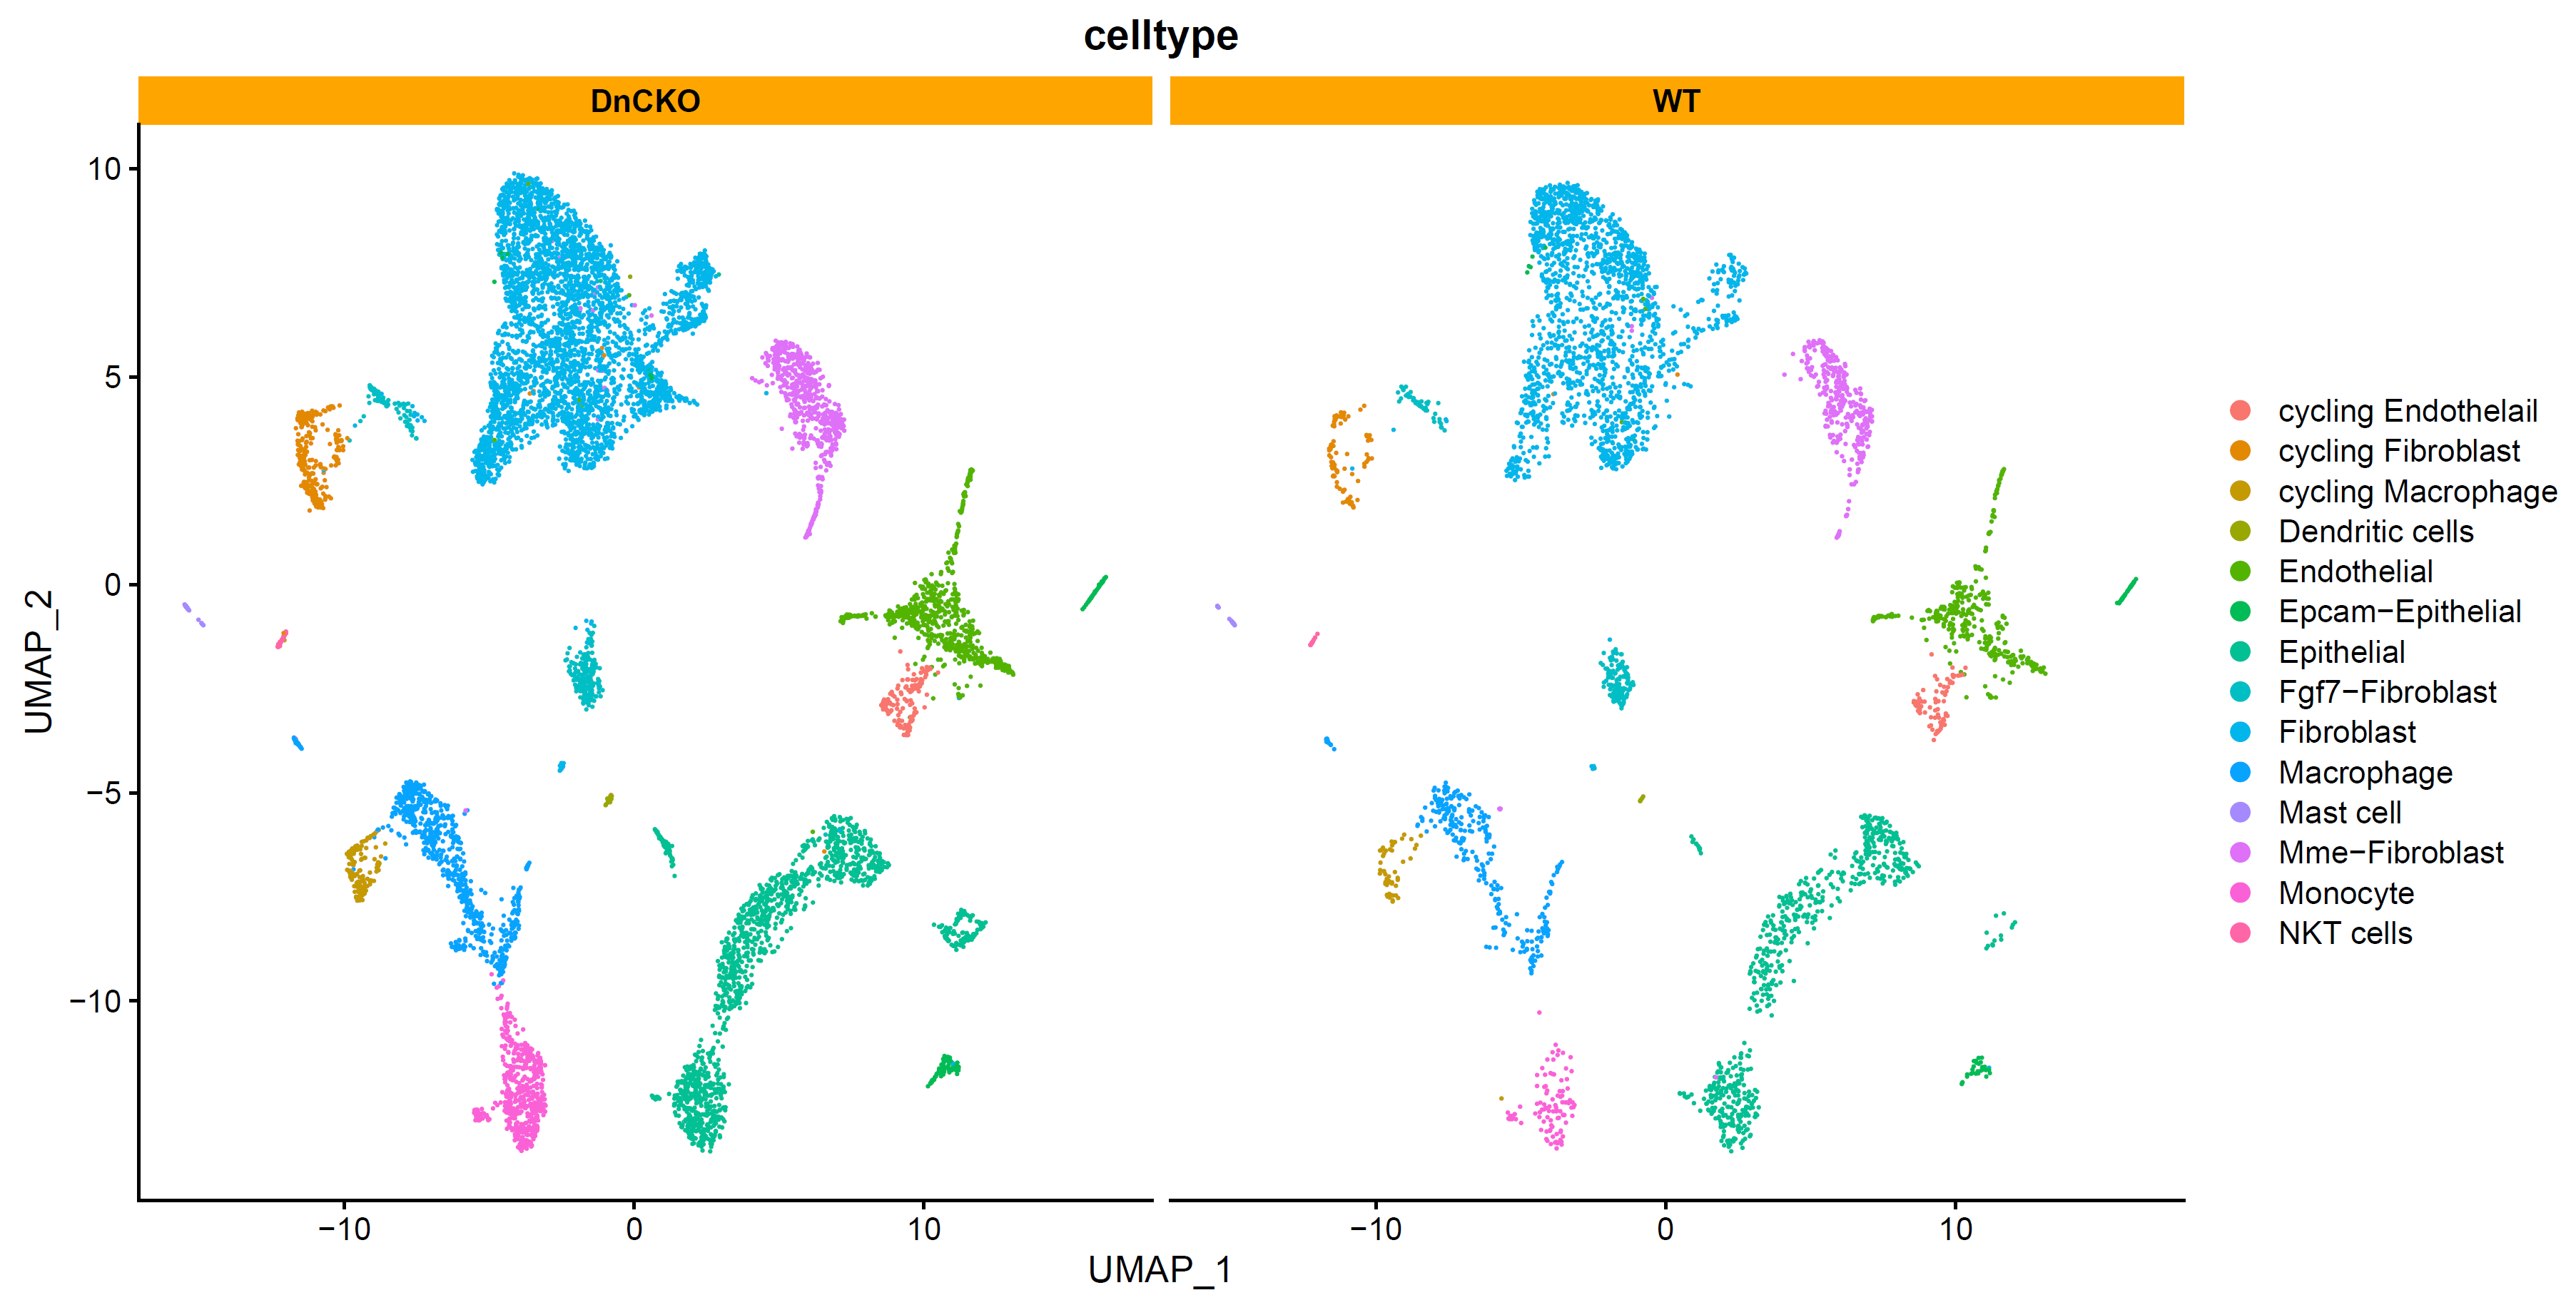 celltype
DnCKO
WT
10
5
0
−5
−10
UMAP_2
−10
0
10
−10
0
10
UMAP_1
cycling Endothelail
cycling Fibroblast
cycling Macrophage
Dendritic cells
Endothelial
Epcam−Epithelial
Epithelial
Fgf7−Fibroblast
Fibroblast
Macrophage
Mast cell
Mme−Fibroblast
Monocyte
NKT cells